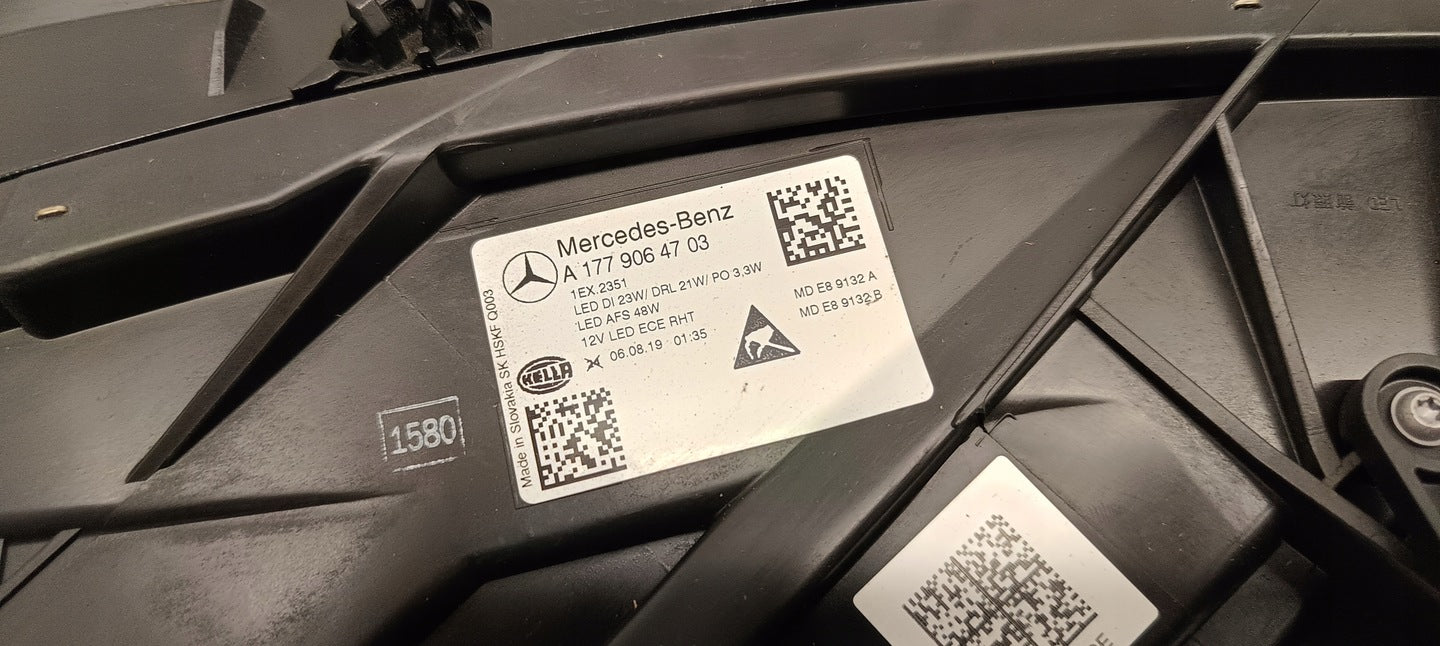 Mercedes-Benz
A 177 906 47 03
1EX.2351
LED DI 23W/ DRL 21W/ PO 3,3W
LED AFS 48W
12V LED ECE RHT
06.08.19 01:35
MD E8 9132 A
MD E8 9132 B
HELLA
Made in Slovakia SK HSKF Q003
1580